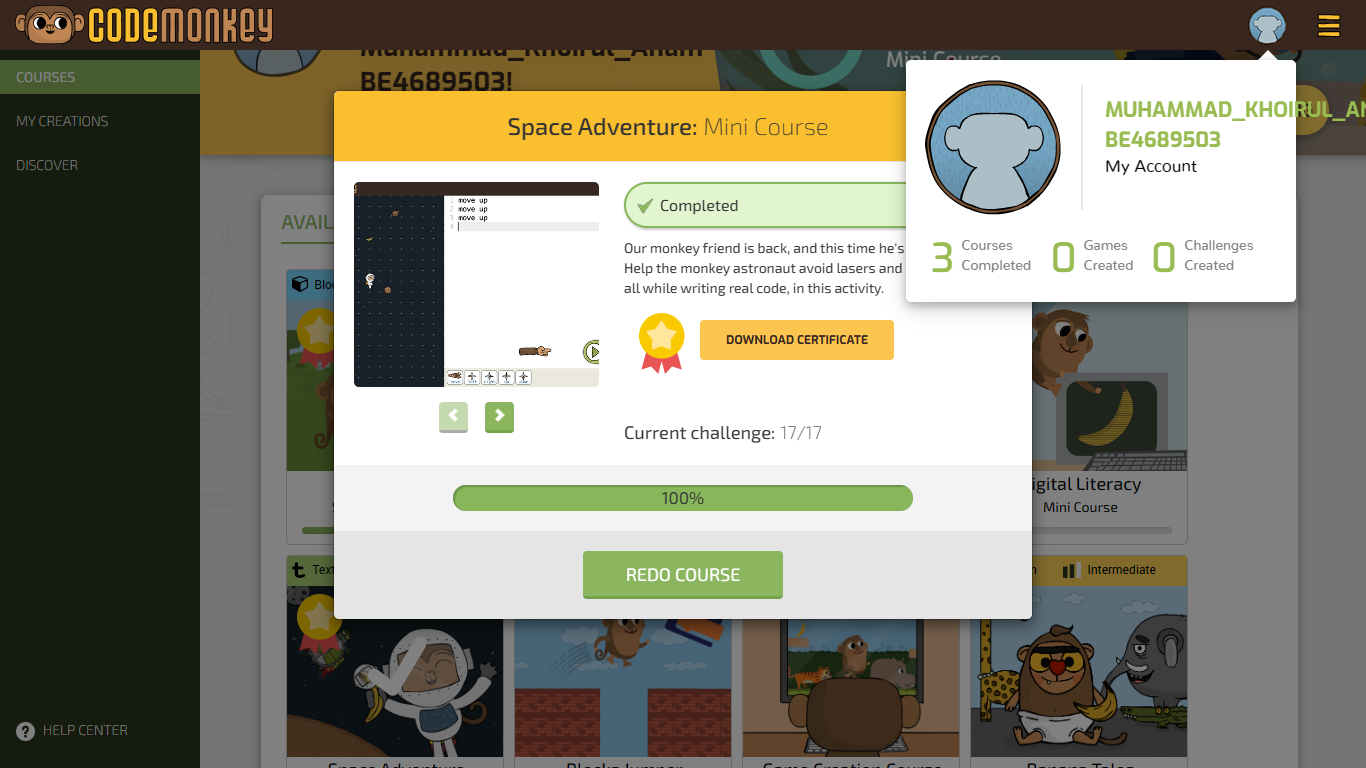 CODEMONKEY
COURSES
MY CREATIONS
DISCOVER
HELP CENTER
Muhammad_Khoirul_Anam
BE4689503!
Mini Course
Space Adventure: Mini Course
1 move up
2 move up
3 move up
4
Completed
Our monkey friend is back, and this time he's
Help the monkey astronaut avoid lasers and
all while writing real code, in this activity.
DOWNLOAD CERTIFICATE
Current challenge: 17/17
100%
REDO COURSE
MUHAMMAD_KHOIRUL_AN
BE4689503
My Account
3 Courses Completed
0 Games Created
0 Challenges Created
AVAIL
Bloc
igital Literacy
Mini Course
Text
Intermediate
Space Adventure
Blocks Jumper
Game Creation Course
Banana Tales